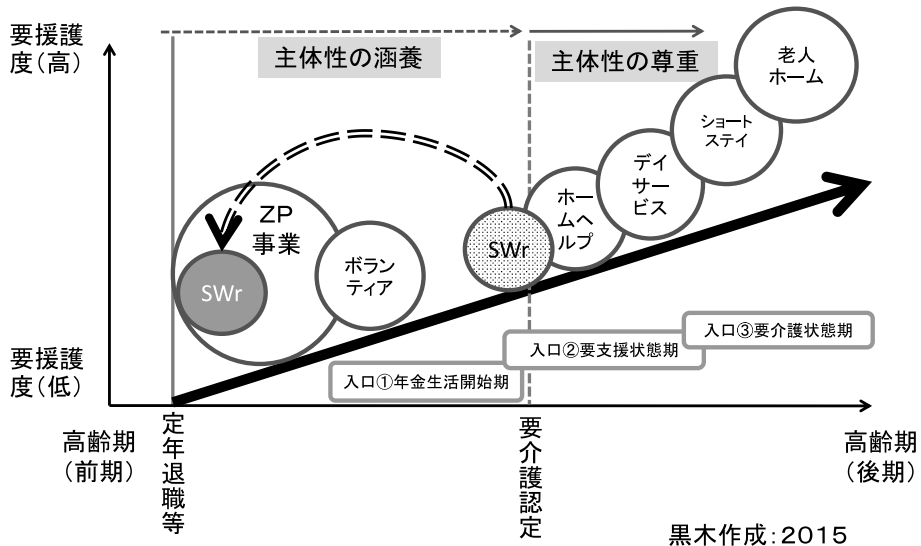 要援護
度(高)
主体性の涵養
主体性の尊重
老人
ホーム
ショート
ステイ
デイ
サー
ビス
ホー
ムヘ
ルプ
ZP
事業
SWr
ボラン
ティア
SWr
入口③要介護状態期
入口②要支援状態期
入口①年金生活開始期
要援護
度(低)
高齢期
(前期)
定年退職等
要介護認定
高齢期
(後期)
黒木作成:2015